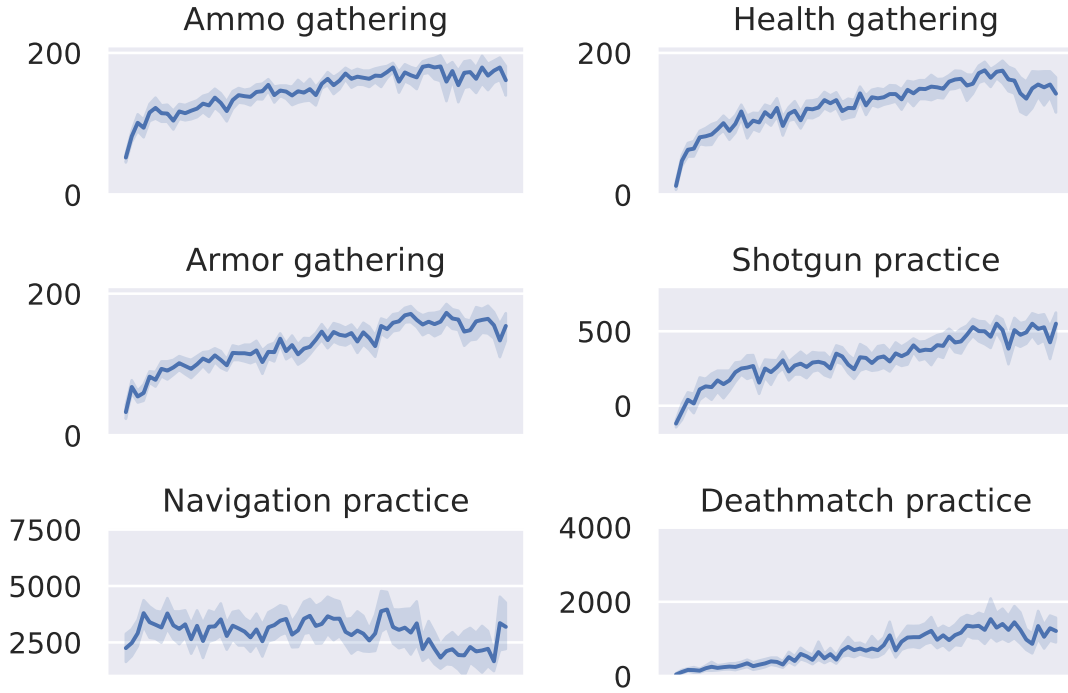 Ammo gathering
200
0
Health gathering
200
0
Armor gathering
200
0
Shotgun practice
500
0
Navigation practice
7500
5000
2500
Deathmatch practice
4000
2000
0